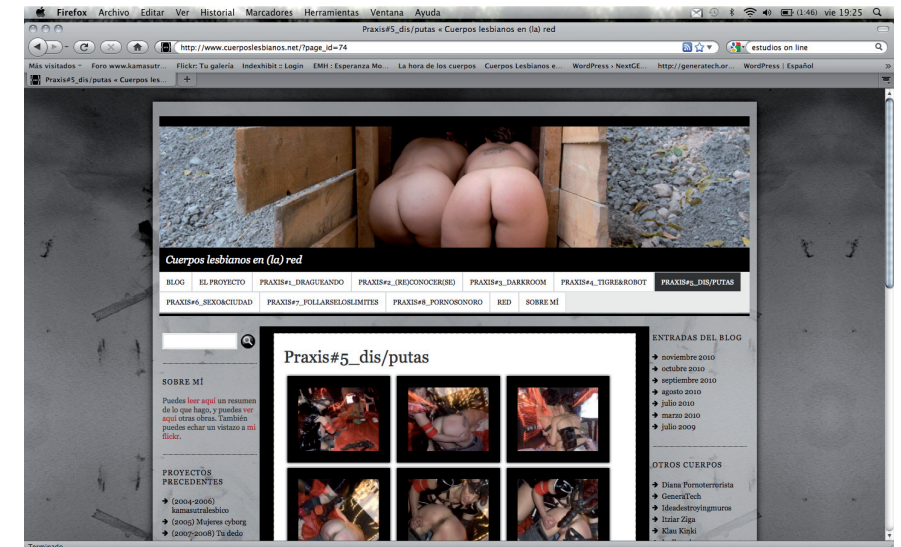 Firefox Archivo Editar Ver Historial Marcadores Herramientas Ventana Ayuda (1:46) vie 19:25
Praxis#5_dis/putas « Cuerpos lesbianos en (la) red
http://www.cuerposlesbianos.net/?page_id=74 estudios on line
Más visitados Foro www.kamasutr... Flickr: Tu galería Indexhibit :: Login EMH : Esperanza Mo... La hora de los cuerpos Cuerpos Lesbianos e... WordPress › NextGE... http://generatech.or... WordPress | Español
Praxis#5_dis/putas « Cuerpos les...
Cuerpos lesbianos en (la) red
BLOG EL PROYECTO PRAXIS#1_DRAGUEANDO PRAXIS#2_(RE)CONOCER(SE) PRAXIS#3_DARKROOM PRAXIS#4_TIGRE&ROBOT PRAXIS#5_DIS/PUTAS
PRAXIS#6_SEXO&CIUDAD PRAXIS#7_FOLLARSELOSLIMITES PRAXIS#8_PORNOSONORO RED SOBRE MÍ
SOBRE MÍ
Puedes leer aquí un resumen
de lo que hago, y puedes ver
aquí otras obras. También
puedes echar un vistazo a mi
flickr.
PROYECTOS
PRECEDENTES
(2004-2006)
kamasutralesbico
(2005) Mujeres cyborg
(2007-2008) Tu dedo
Praxis#5_dis/putas
ENTRADAS DEL BLOG
noviembre 2010
octubre 2010
septiembre 2010
agosto 2010
julio 2010
marzo 2010
julio 2009
OTROS CUERPOS
Diana Pornoterrorista
GeneraTech
Ideadestroyingmuros
Itziar Ziga
Klau Kinki
Terminado